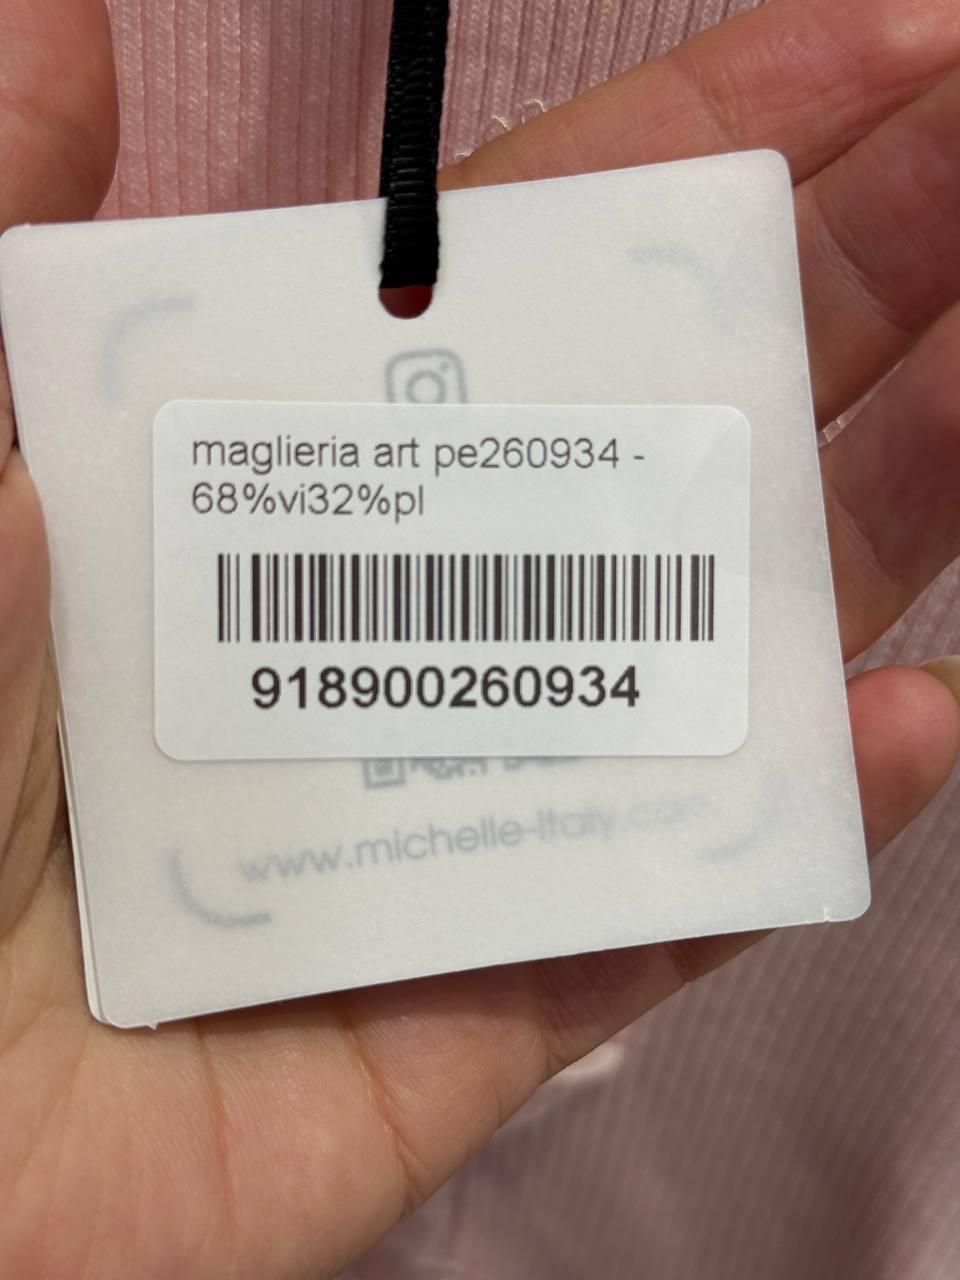 maglieria art pe260934 -
68%vi32%pl
918900260934
www.michelle-Italy.com